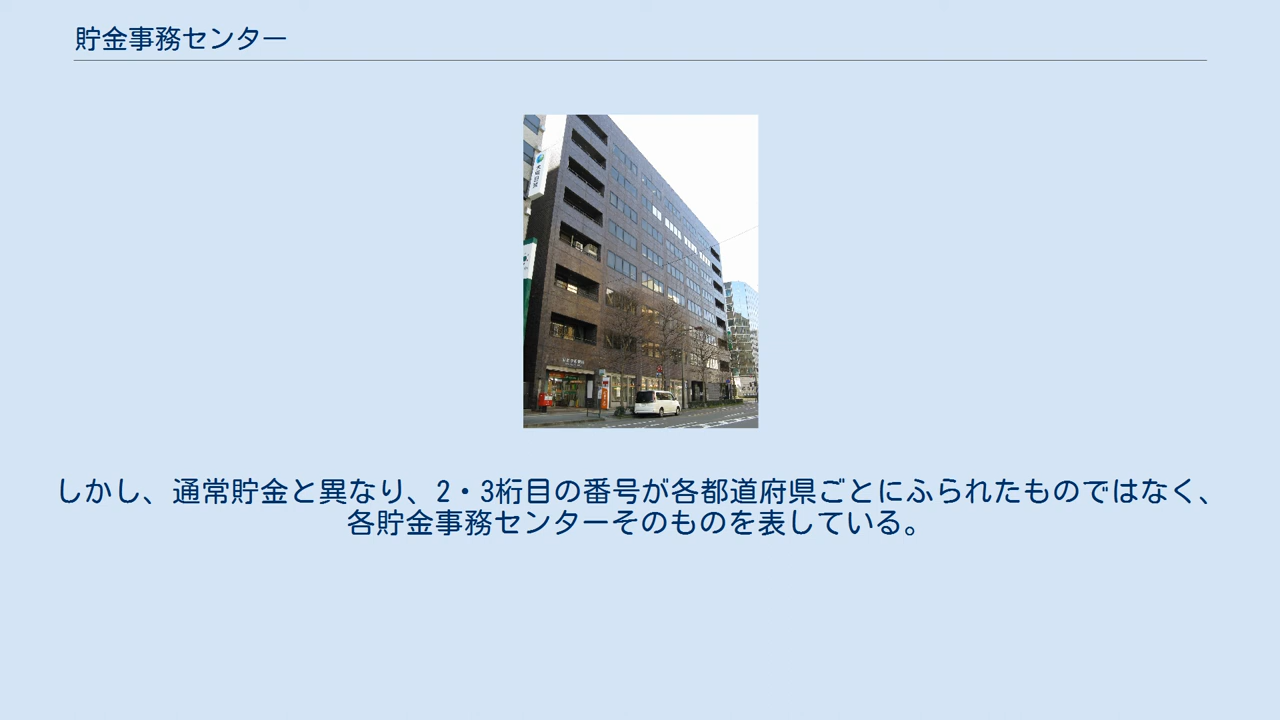 貯金事務センター
しかし、通常貯金と異なり、2・3桁目の番号が各都道府県ごとにふられたものではなく、
各貯金事務センターそのものを表している。